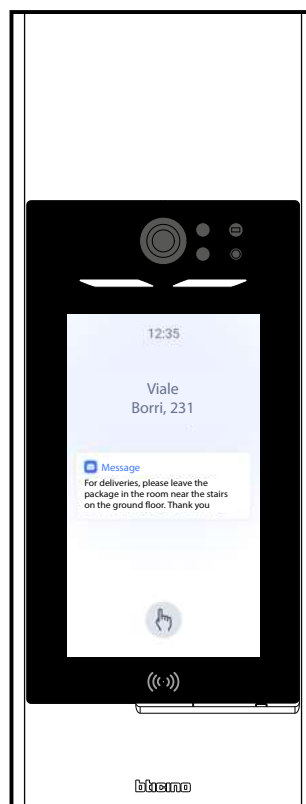 12:35
Viale
Borri, 231
Message
For deliveries, please leave the
package in the room near the stairs
on the ground floor. Thank you
bticino